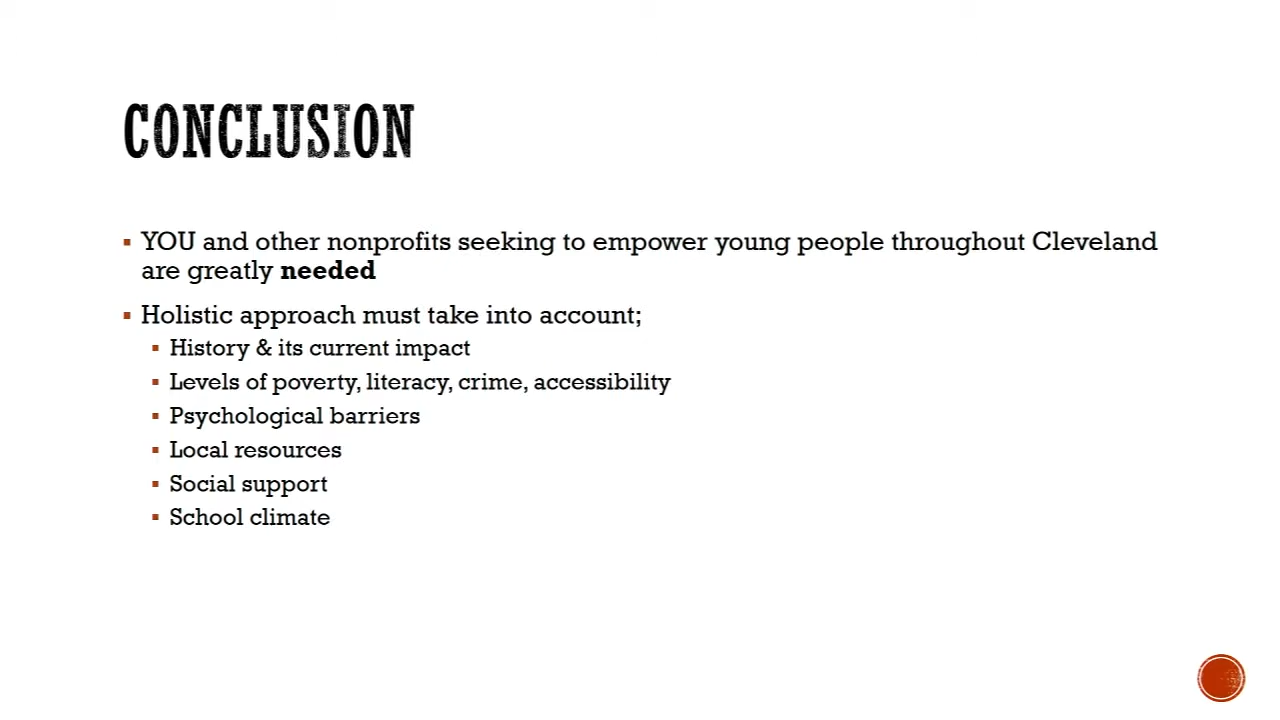 CONCLUSION
▪ YOU and other nonprofits seeking to empower young people throughout Cleveland
are greatly needed
▪ Holistic approach must take into account;
▪ History & its current impact
▪ Levels of poverty, literacy, crime, accessibility
▪ Psychological barriers
▪ Local resources
▪ Social support
▪ School climate